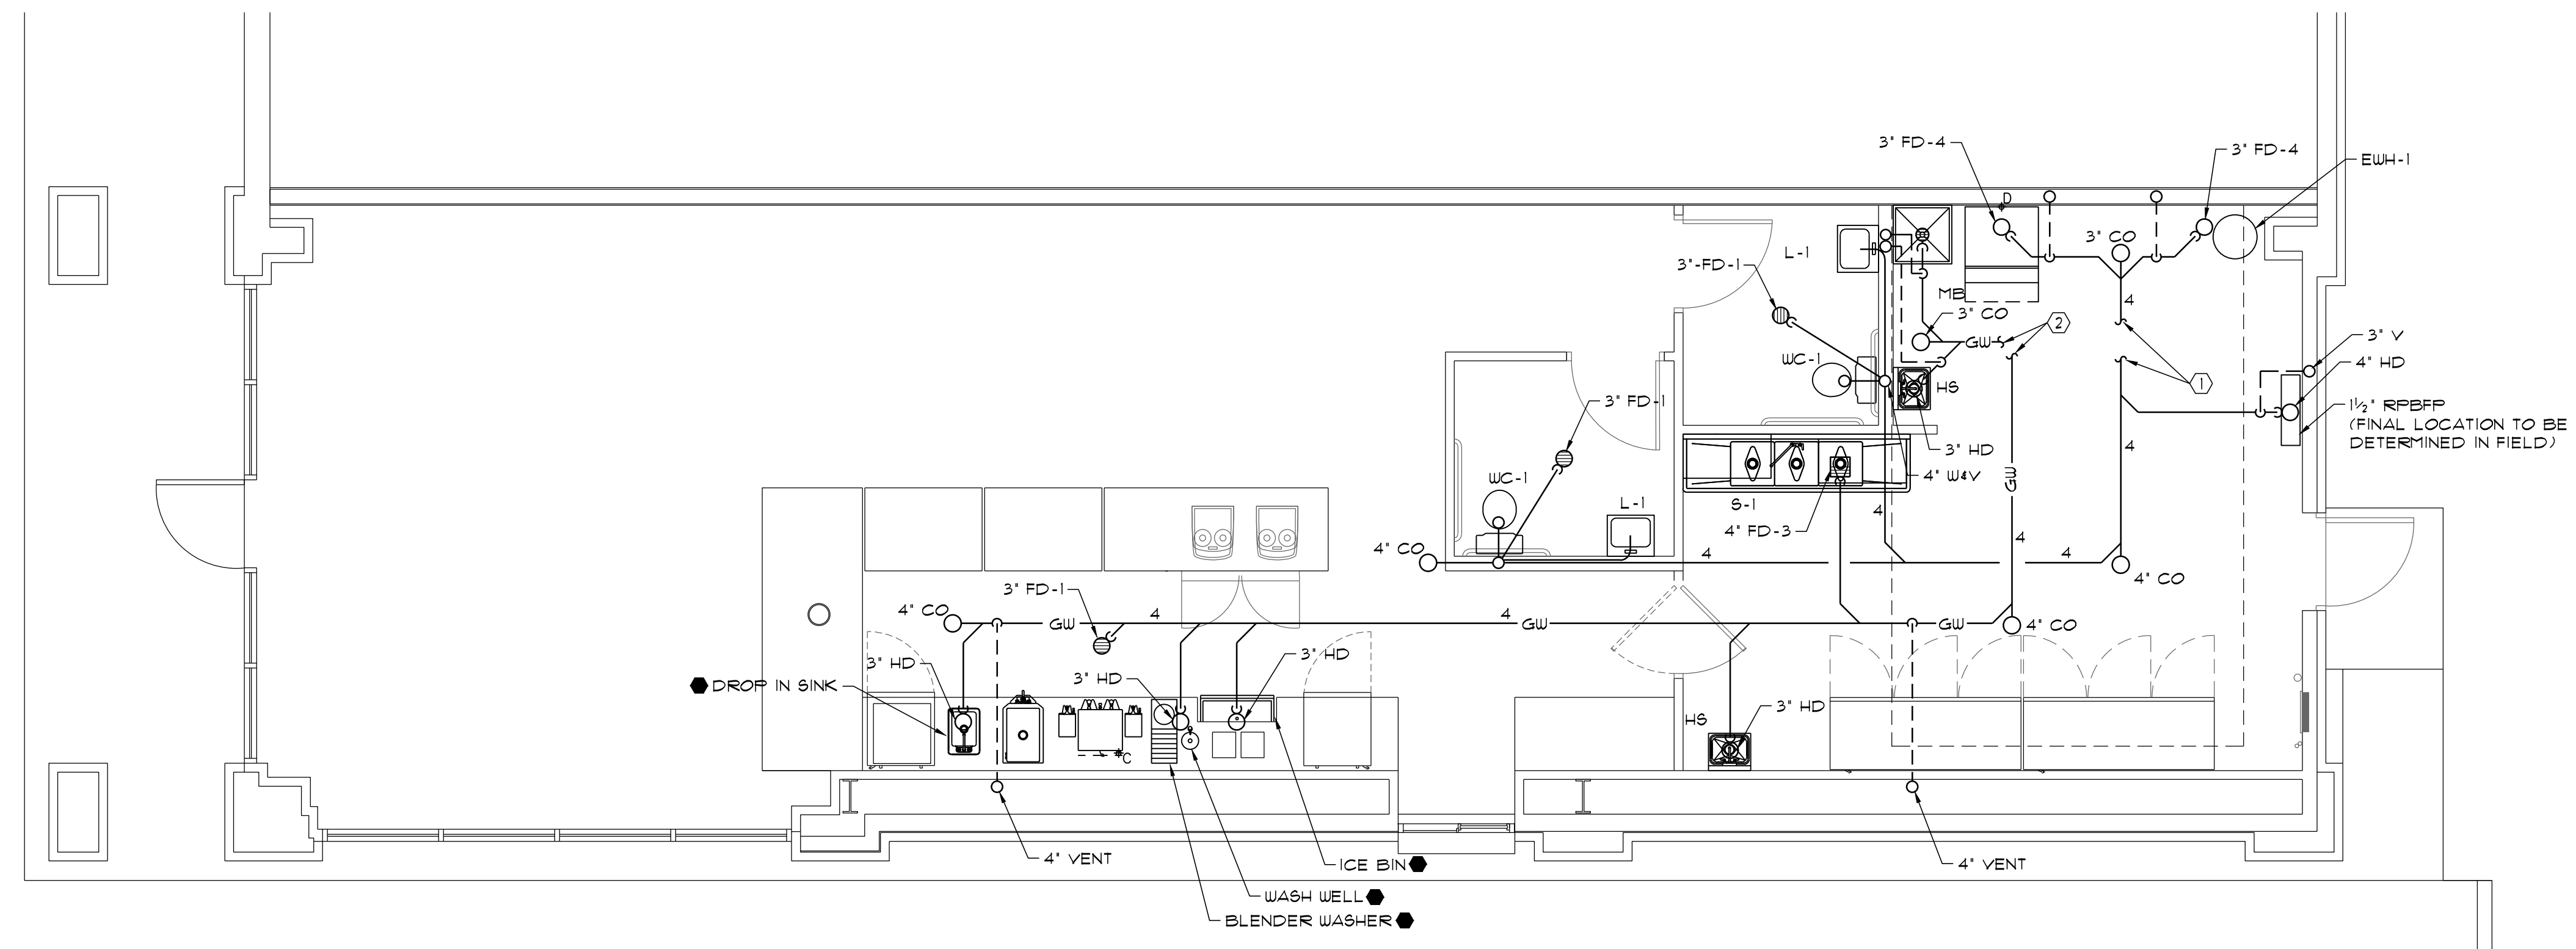 3" FD-4
3" FD-4
EWH-1
D
3" CO
L-1
3"-FD-1
MB
4
3" CO
2
GW
3" V
4" HD
WC-1
1
HS
1½" RPBFP
(FINAL LOCATION TO BE
DETERMINED IN FIELD)
3" FD-1
3" HD
4
WC-1
4" W&V
GW
L-1
S-1
4
4" FD-3
4" CO
4
4
4
4" CO
3" FD-1
4" CO
4
4
GW
GW
GW
4" CO
3" HD
3" HD
3" HD
DROP IN SINK
HS
3" HD
C
4" VENT
ICE BIN
4" VENT
WASH WELL
BLENDER WASHER